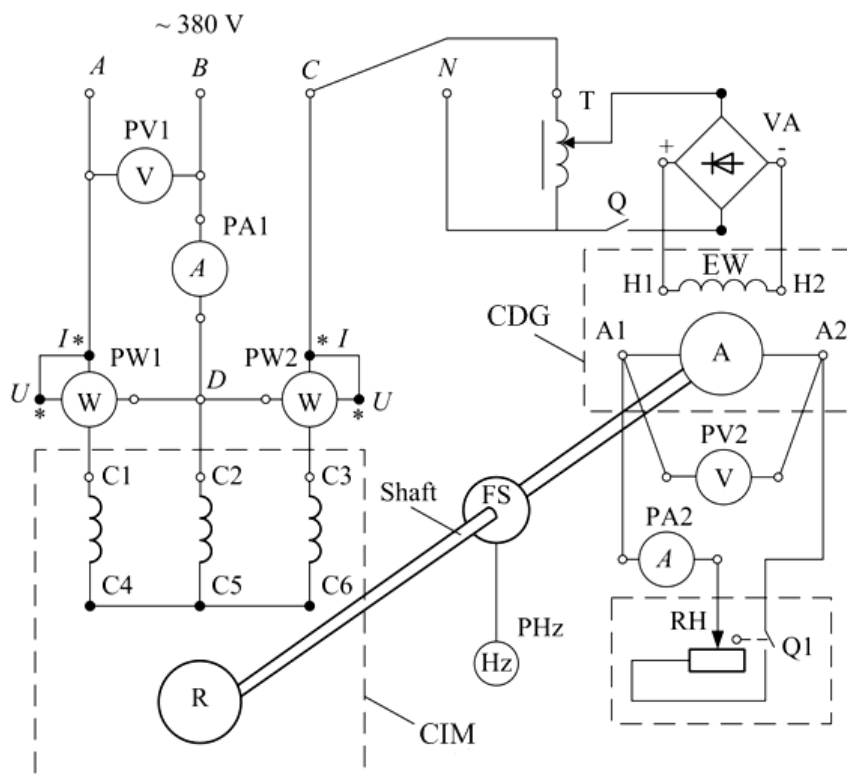 ~ 380 V
A B C N
T
PV1
VA
V
+ -
Q
PA1
A
EW
H1 H2
CDG
A1 A2
I * * I
PW1 PW2
D
A
U W W U
* *
PV2
C1 C2 C3
V
Shaft
FS
PA2
A
C4 C5 C6
RH
PHz
Q1
Hz
R
CIM